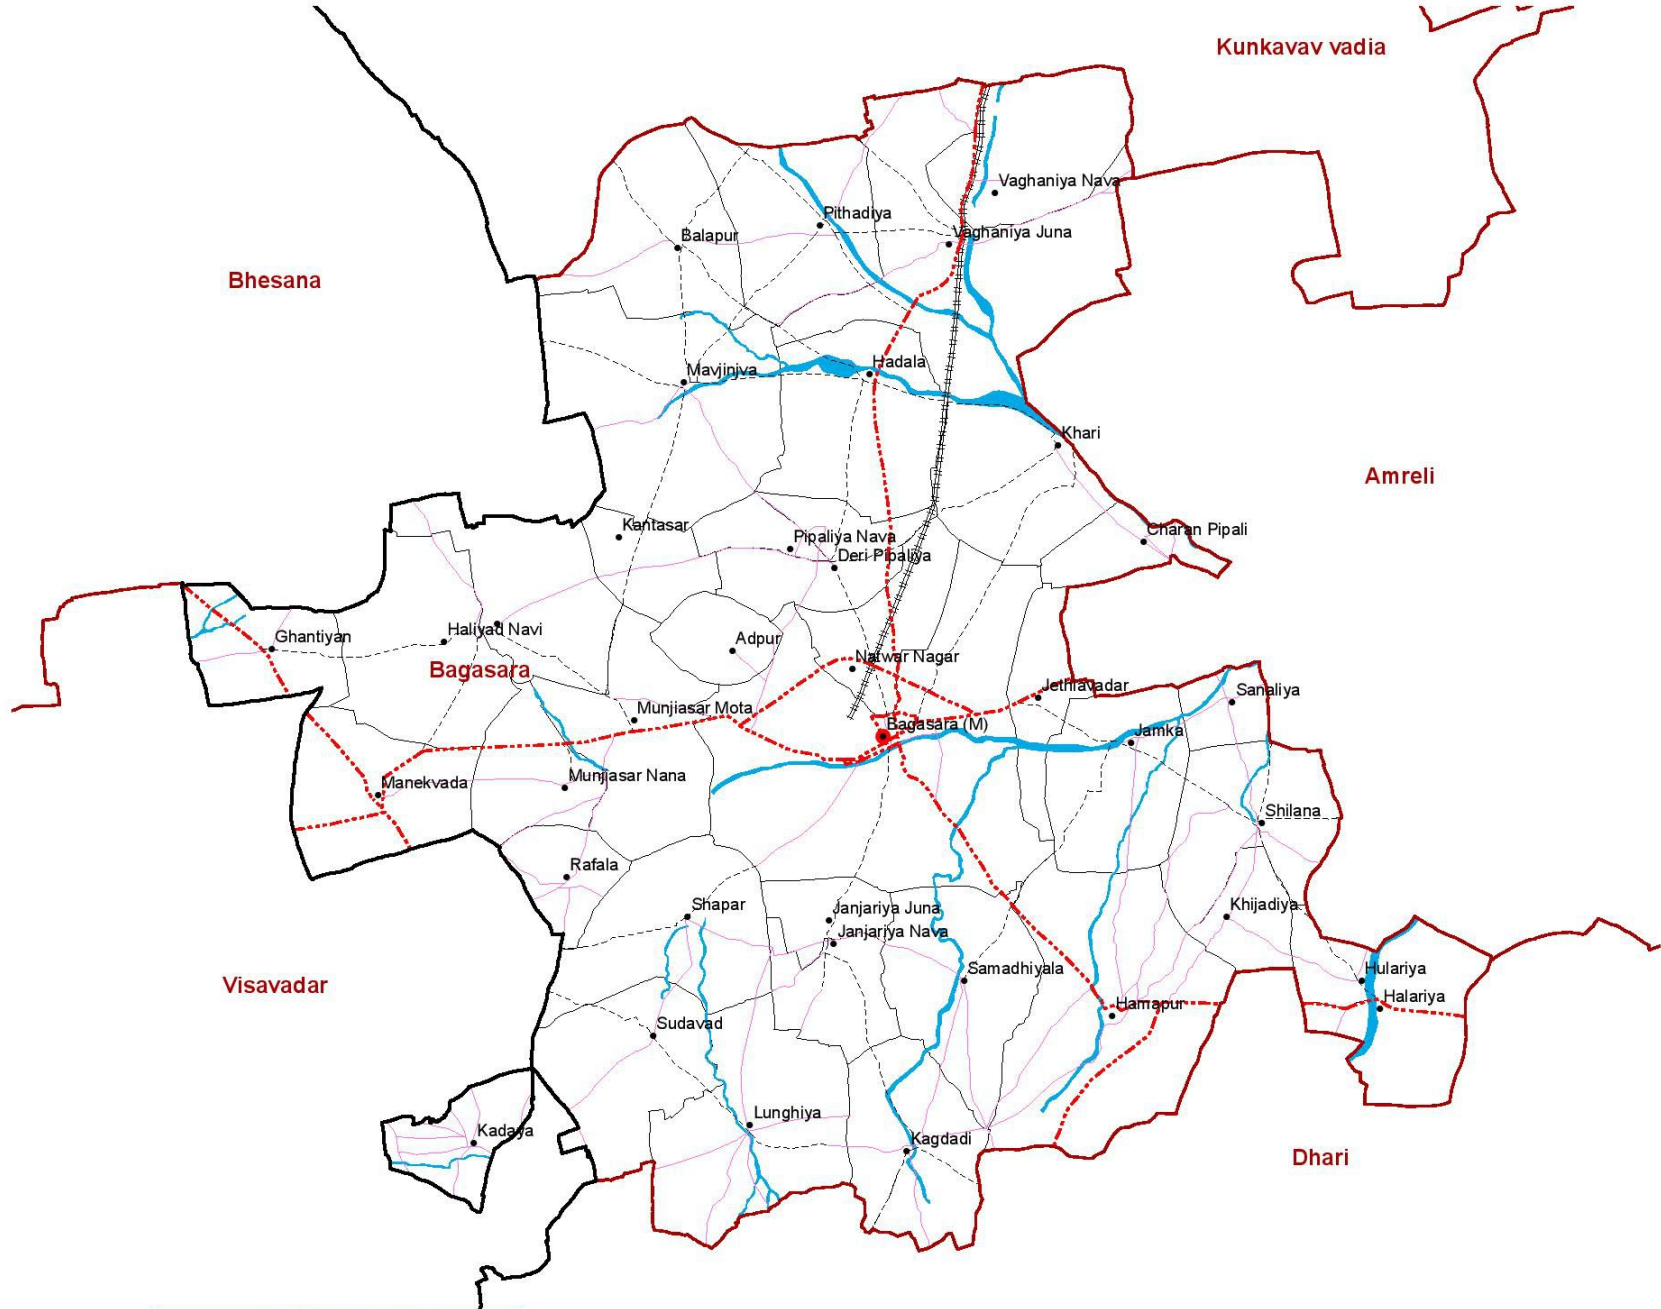 Kunkavav vadia
Vaghaniya Nava
Pithadiya
Vaghaniya Juna
Balapur
Bhesana
Hadala
Mavjiniva
Khari
Amreli
Kantasar
Charan Pipali
Pipaliya Nava
Deri Pipaliya
Haliyad Navi
Ghantiyan
Adpur
Natwar Nagar
Bagasara
Jethiavadar
Sanaliya
Munjiasar Mota
Bagasara (M)
Jamka
Munjiasar Nana
Manekvada
Shilana
Rafala
Shapar
Janjariya Juna
Khijadiya
Janjariya Nava
Samadhiyala
Hulariya
Visavadar
Halariya
Hamapur
Sudavad
Lunghiya
Kadaya
Kagdadi
Dhari